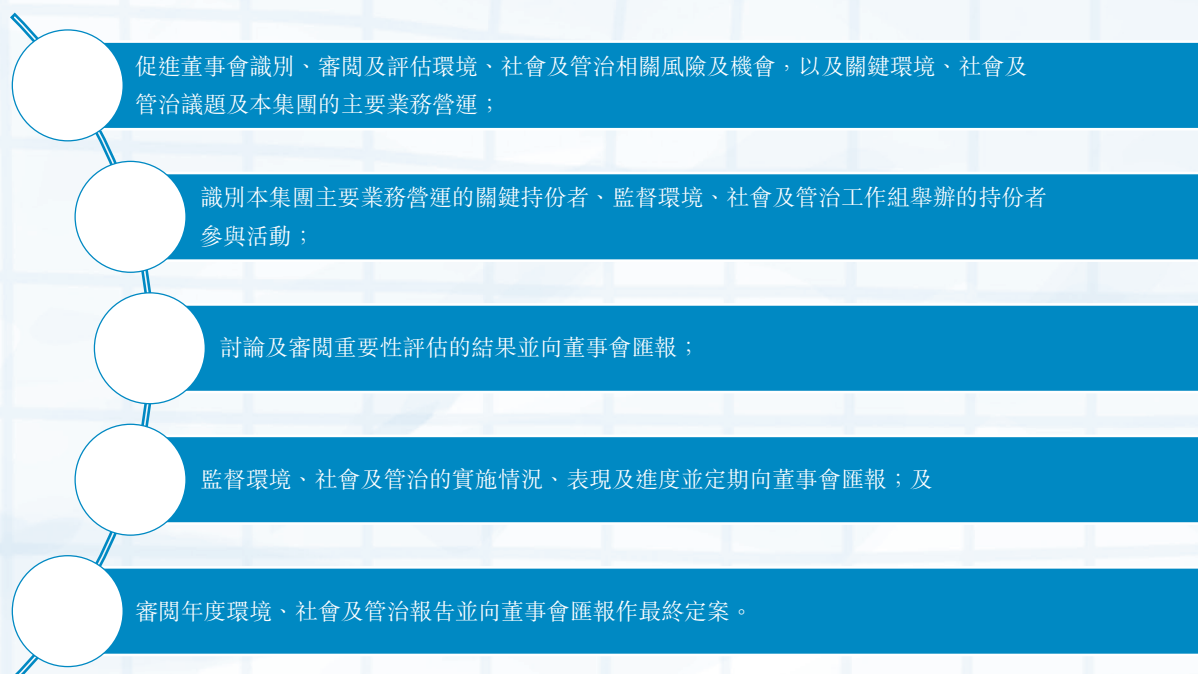 促進董事會識別、審閱及評估環境、社會及管治相關風險及機會，以及關鍵環境、社會及
管治議題及本集團的主要業務營運；
識別本集團主要業務營運的關鍵持份者、監督環境、社會及管治工作組舉辦的持份者
參與活動；
討論及審閱重要性評估的結果並向董事會匯報；
監督環境、社會及管治的實施情況、表現及進度並定期向董事會匯報；及
審閱年度環境、社會及管治報告並向董事會匯報作最終定案。